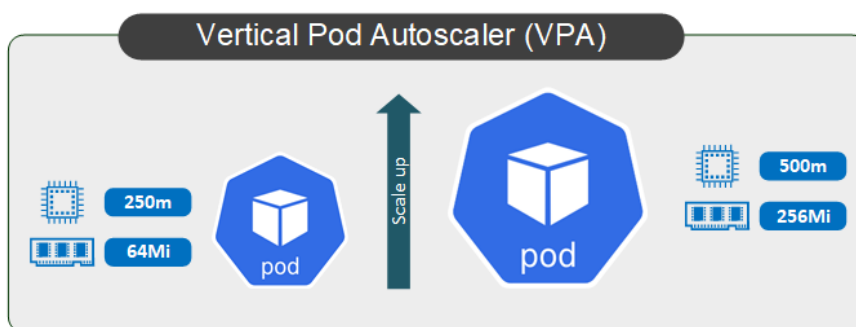 Vertical Pod Autoscaler (VPA)
250m
64Mi
pod
Scale up
pod
500m
256Mi